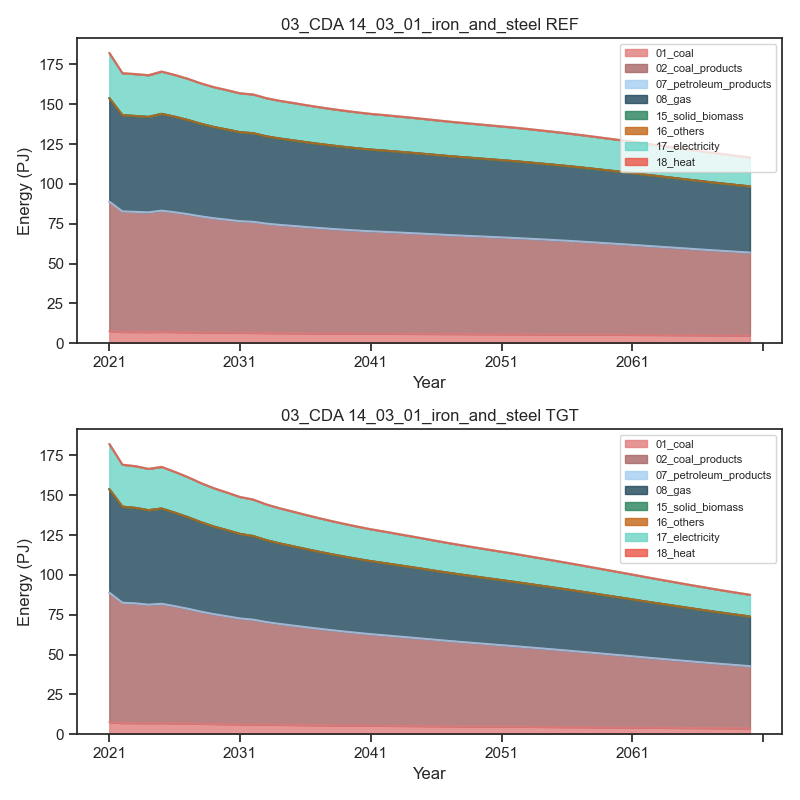 03_CDA 14_03_01_iron_and_steel REF
Energy (PJ)
175
150
125
100
75
50
25
0
01_coal
02_coal_products
07_petroleum_products
08_gas
15_solid_biomass
16_others
17_electricity
18_heat
2021
2031
2041
2051
2061
Year
03_CDA 14_03_01_iron_and_steel TGT
Energy (PJ)
175
150
125
100
75
50
25
0
01_coal
02_coal_products
07_petroleum_products
08_gas
15_solid_biomass
16_others
17_electricity
18_heat
2021
2031
2041
2051
2061
Year